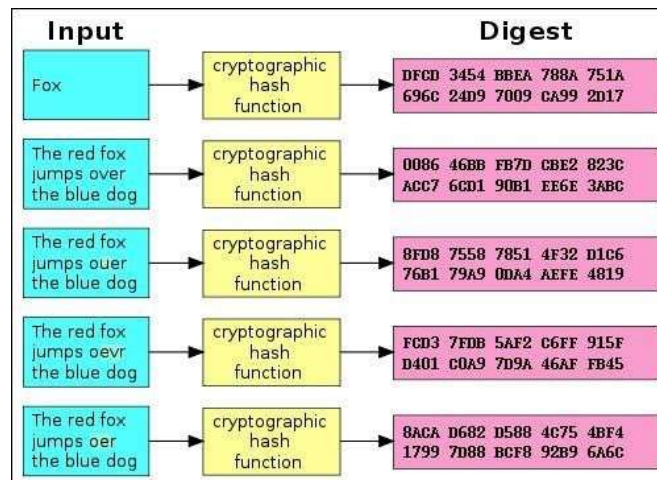 Input Digest
Fox
cryptographic
hash
function
DFCD 3454 BBEA 788A 751A
696C 24D9 7009 CA99 2D17
The red fox
jumps over
the blue dog
cryptographic
hash
function
0086 46BB FB7D CBE2 823C
ACC7 6CD1 90B1 EE6E 3ABC
The red fox
jumps ouer
the blue dog
cryptographic
hash
function
8FD8 7558 7851 4F32 D1C6
76B1 79A9 0DA4 AEFE 4819
The red fox
jumps oevr
the blue dog
cryptographic
hash
function
FCD3 7FDB 5AF2 C6FF 915F
D401 C0A9 7D9A 46AF FB45
The red fox
jumps oer
the blue dog
cryptographic
hash
function
8ACA D682 D588 4C75 4BF4
1799 7D88 BCF8 92B9 6A6C